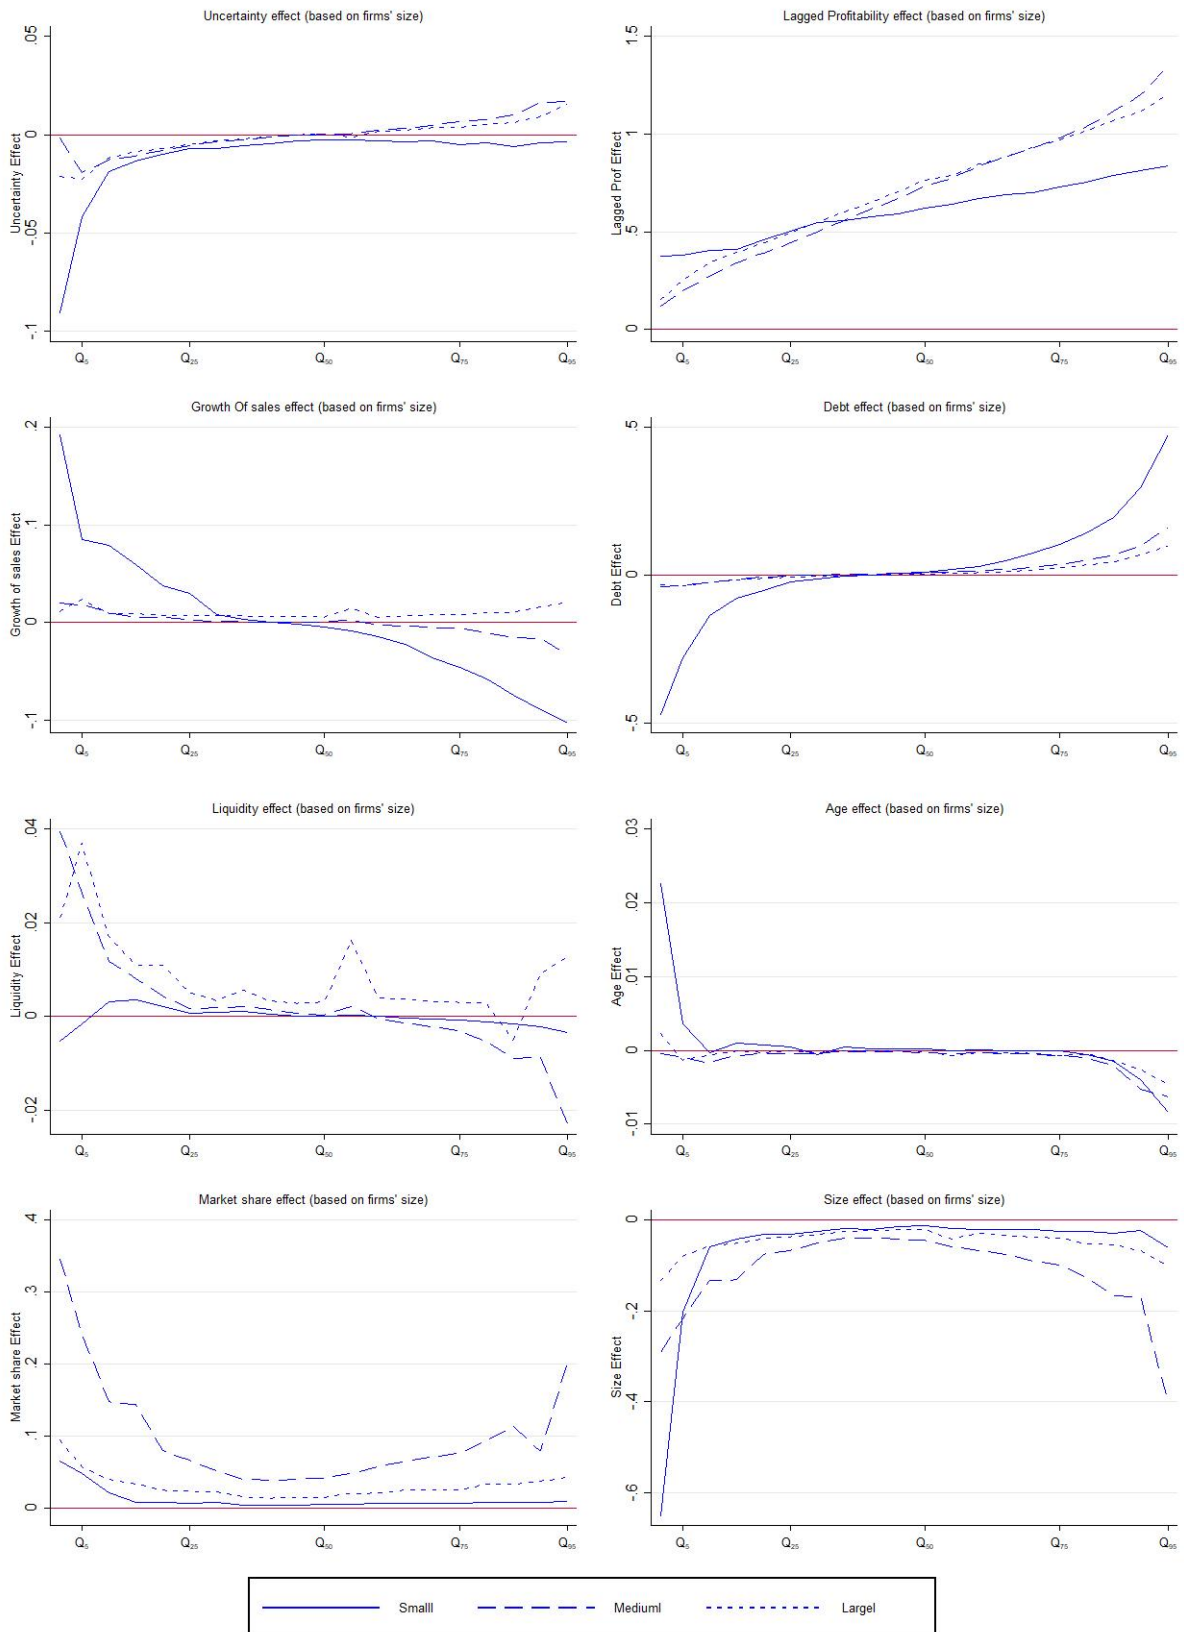 Uncertainty effect (based on firms' size)
Uncertainty Effect
.05
0
-.05
-.1
Q5 Q25 Q50 Q75 Q95
Lagged Profitability effect (based on firms' size)
Lagged Prof Effect
1.5
1
.5
0
Q5 Q25 Q50 Q75 Q95
Growth Of sales effect (based on firms' size)
Growth of sales Effect
.2
.1
0
-.1
Q5 Q25 Q50 Q75 Q95
Debt effect (based on firms' size)
Debt Effect
.5
0
-.5
Q5 Q25 Q50 Q75 Q95
Liquidity effect (based on firms' size)
Liquidity Effect
.04
.02
0
-.02
Q5 Q25 Q50 Q75 Q95
Age effect (based on firms' size)
Age Effect
.03
.02
.01
0
-.01
Q5 Q25 Q50 Q75 Q95
Market share effect (based on firms' size)
Market share Effect
.4
.3
.2
.1
0
Q5 Q25 Q50 Q75 Q95
Size effect (based on firms' size)
Size Effect
0
-.2
-.4
-.6
Q5 Q25 Q50 Q75 Q95
Smalll Mediuml Largel